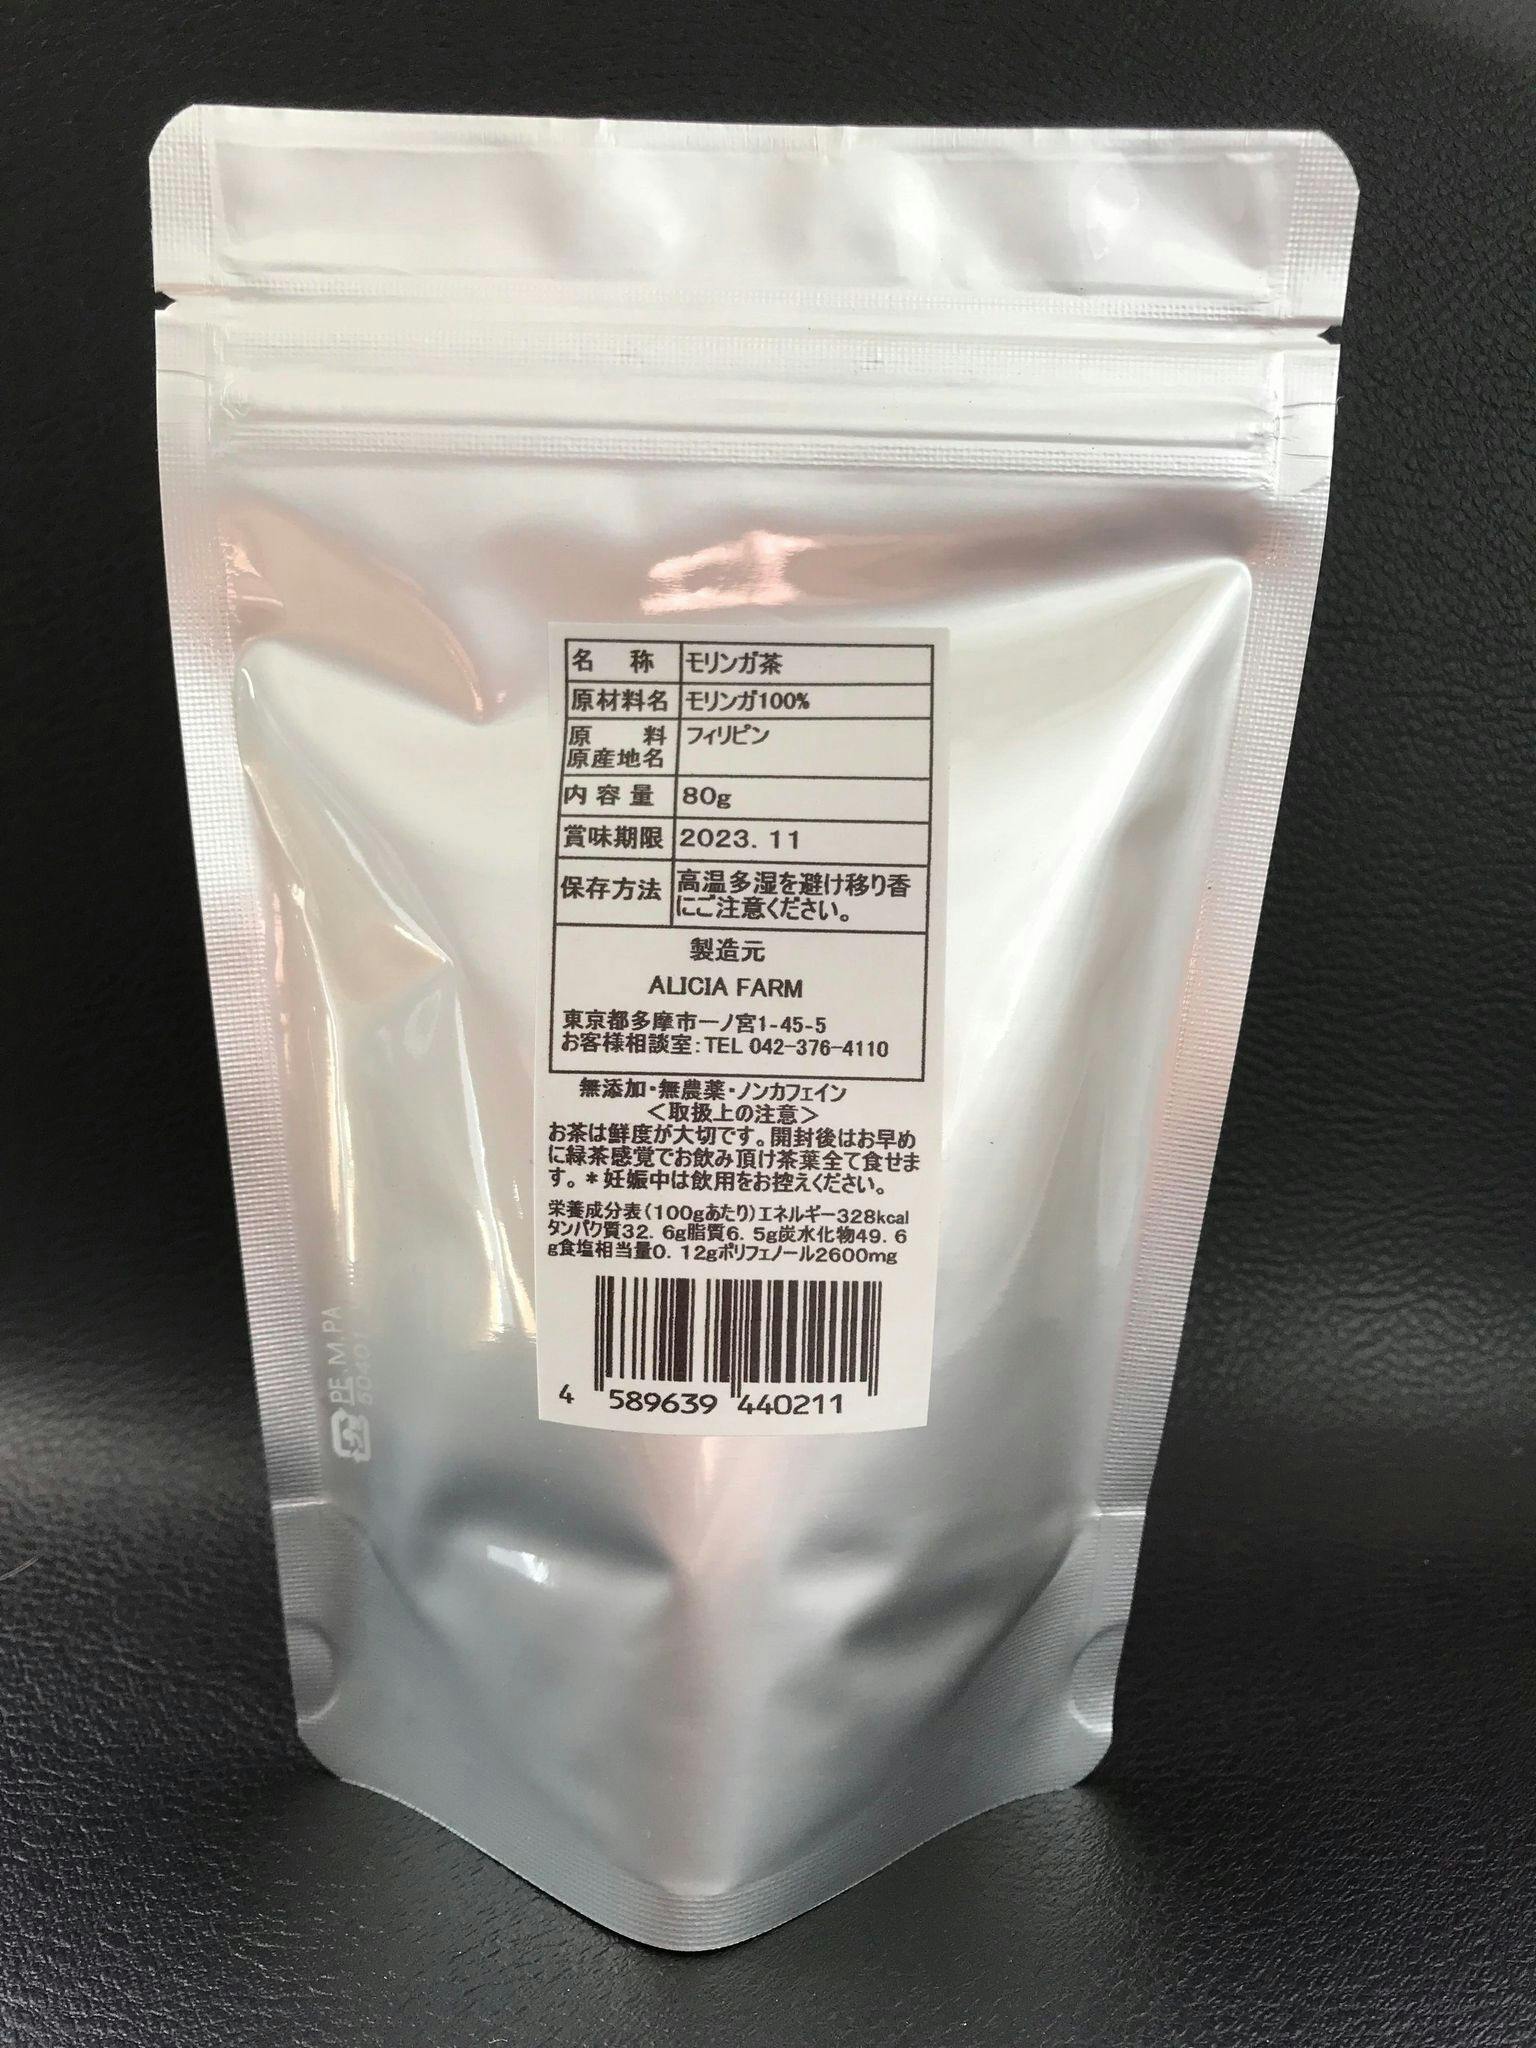 名 称 モリンガ茶
原材料名 モリンガ100%
原 料 フィリピン
原産地名
内容量 80g
賞味期限 2023. 11
保存方法 高温多湿を避け移り香
にご注意ください。
製造元
ALICIA FARM
東京都多摩市一ノ宮1-45-5
お客様相談室:TEL 042-376-4110
無添加・無農薬・ノンカフェイン
<取扱上の注意>
お茶は鮮度が大切です。開封後はお早め
に緑茶感覚でお飲み頂け茶葉全て食せま
す。*妊娠中は飲用をお控えください。
栄養成分表(100gあたり)エネルギー328kcal
タンパク質32. 6g脂質6. 5g炭水化物49. 6
g食塩相当量0. 12gポリフェノール2600mg
4 589639 440211
PE, M, PA